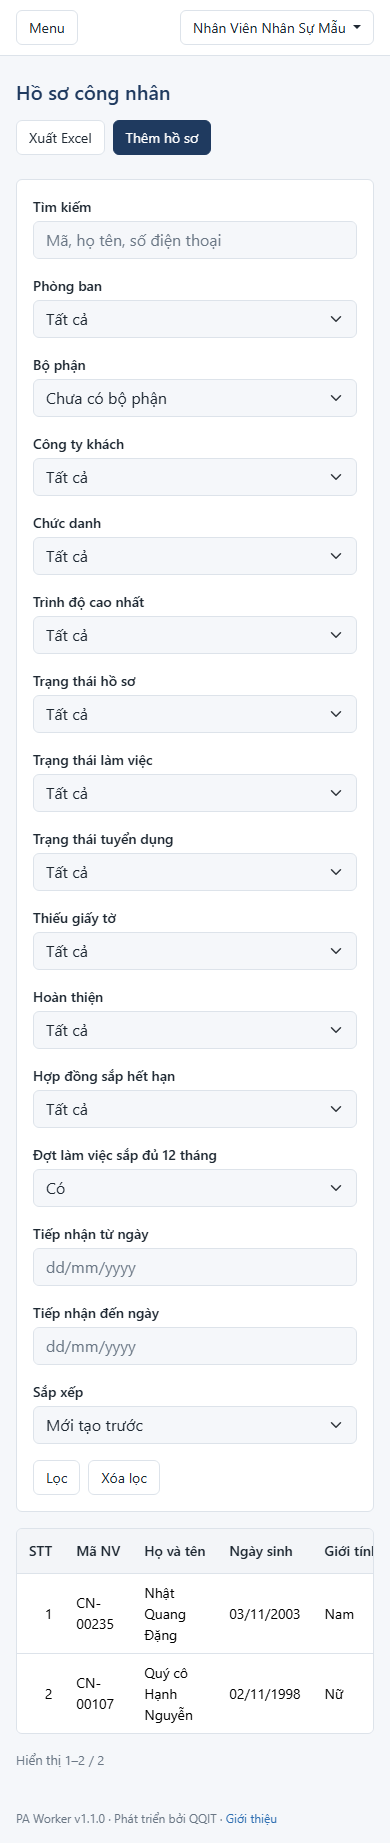 Menu
Nhân Viên Nhân Sự Mẫu
Hồ sơ công nhân
Xuất Excel
Thêm hồ sơ
Tìm kiếm
Mã, họ tên, số điện thoại
Phòng ban
Tất cả
Bộ phận
Chưa có bộ phận
Công ty khách
Tất cả
Chức danh
Tất cả
Trình độ cao nhất
Tất cả
Trạng thái hồ sơ
Tất cả
Trạng thái làm việc
Tất cả
Trạng thái tuyển dụng
Tất cả
Thiếu giấy tờ
Tất cả
Hoàn thiện
Tất cả
Hợp đồng sắp hết hạn
Tất cả
Đợt làm việc sắp đủ 12 tháng
Có
Tiếp nhận từ ngày
dd/mm/yyyy
Tiếp nhận đến ngày
dd/mm/yyyy
Sắp xếp
Mới tạo trước
Lọc
Xóa lọc
STT Mã NV Họ và tên Ngày sinh Giới tính
1 CN-00235 Nhật Quang Đặng 03/11/2003 Nam
2 CN-00107 Quý cô Hạnh Nguyễn 02/11/1998 Nữ
Hiển thị 1–2 / 2
PA Worker v1.1.0 · Phát triển bởi QQIT · Giới thiệu